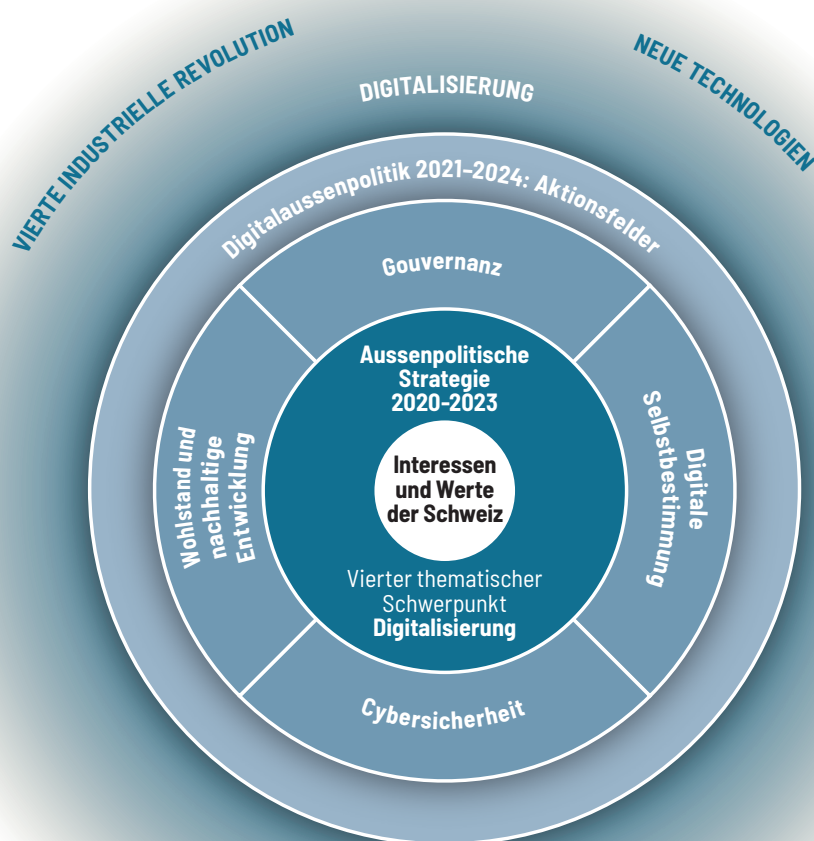 VIERTE INDUSTRIELLE REVOLUTION
NEUE TECHNOLOGIEN
DIGITALISIERUNG
Digitalaussenpolitik 2021–2024: Aktionsfelder
Gouvernanz
Aussenpolitische
Strategie
2020-2023
Interessen
und Werte
der Schweiz
Vierter thematischer
Schwerpunkt
Digitalisierung
Wohlstand und
nachhaltige
Entwicklung
Digitale
Selbstbestimmung
Cybersicherheit